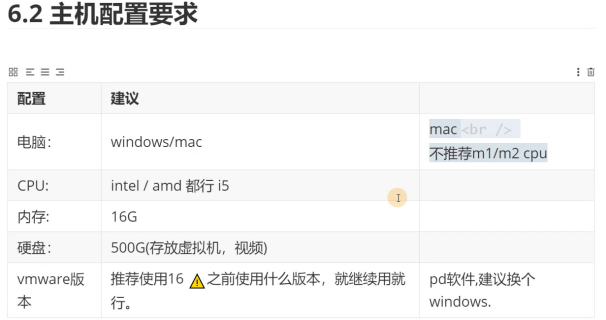 6.2 主机配置要求
配置 建议
电脑： windows/mac mac <br />
不推荐m1/m2 cpu
CPU: intel / amd 都行 i5
内存: 16G
硬盘： 500G(存放虚拟机，视频)
vmware版本 推荐使用16 ⚠ 之前使用什么版本，就继续用就行。 pd软件,建议换个windows.